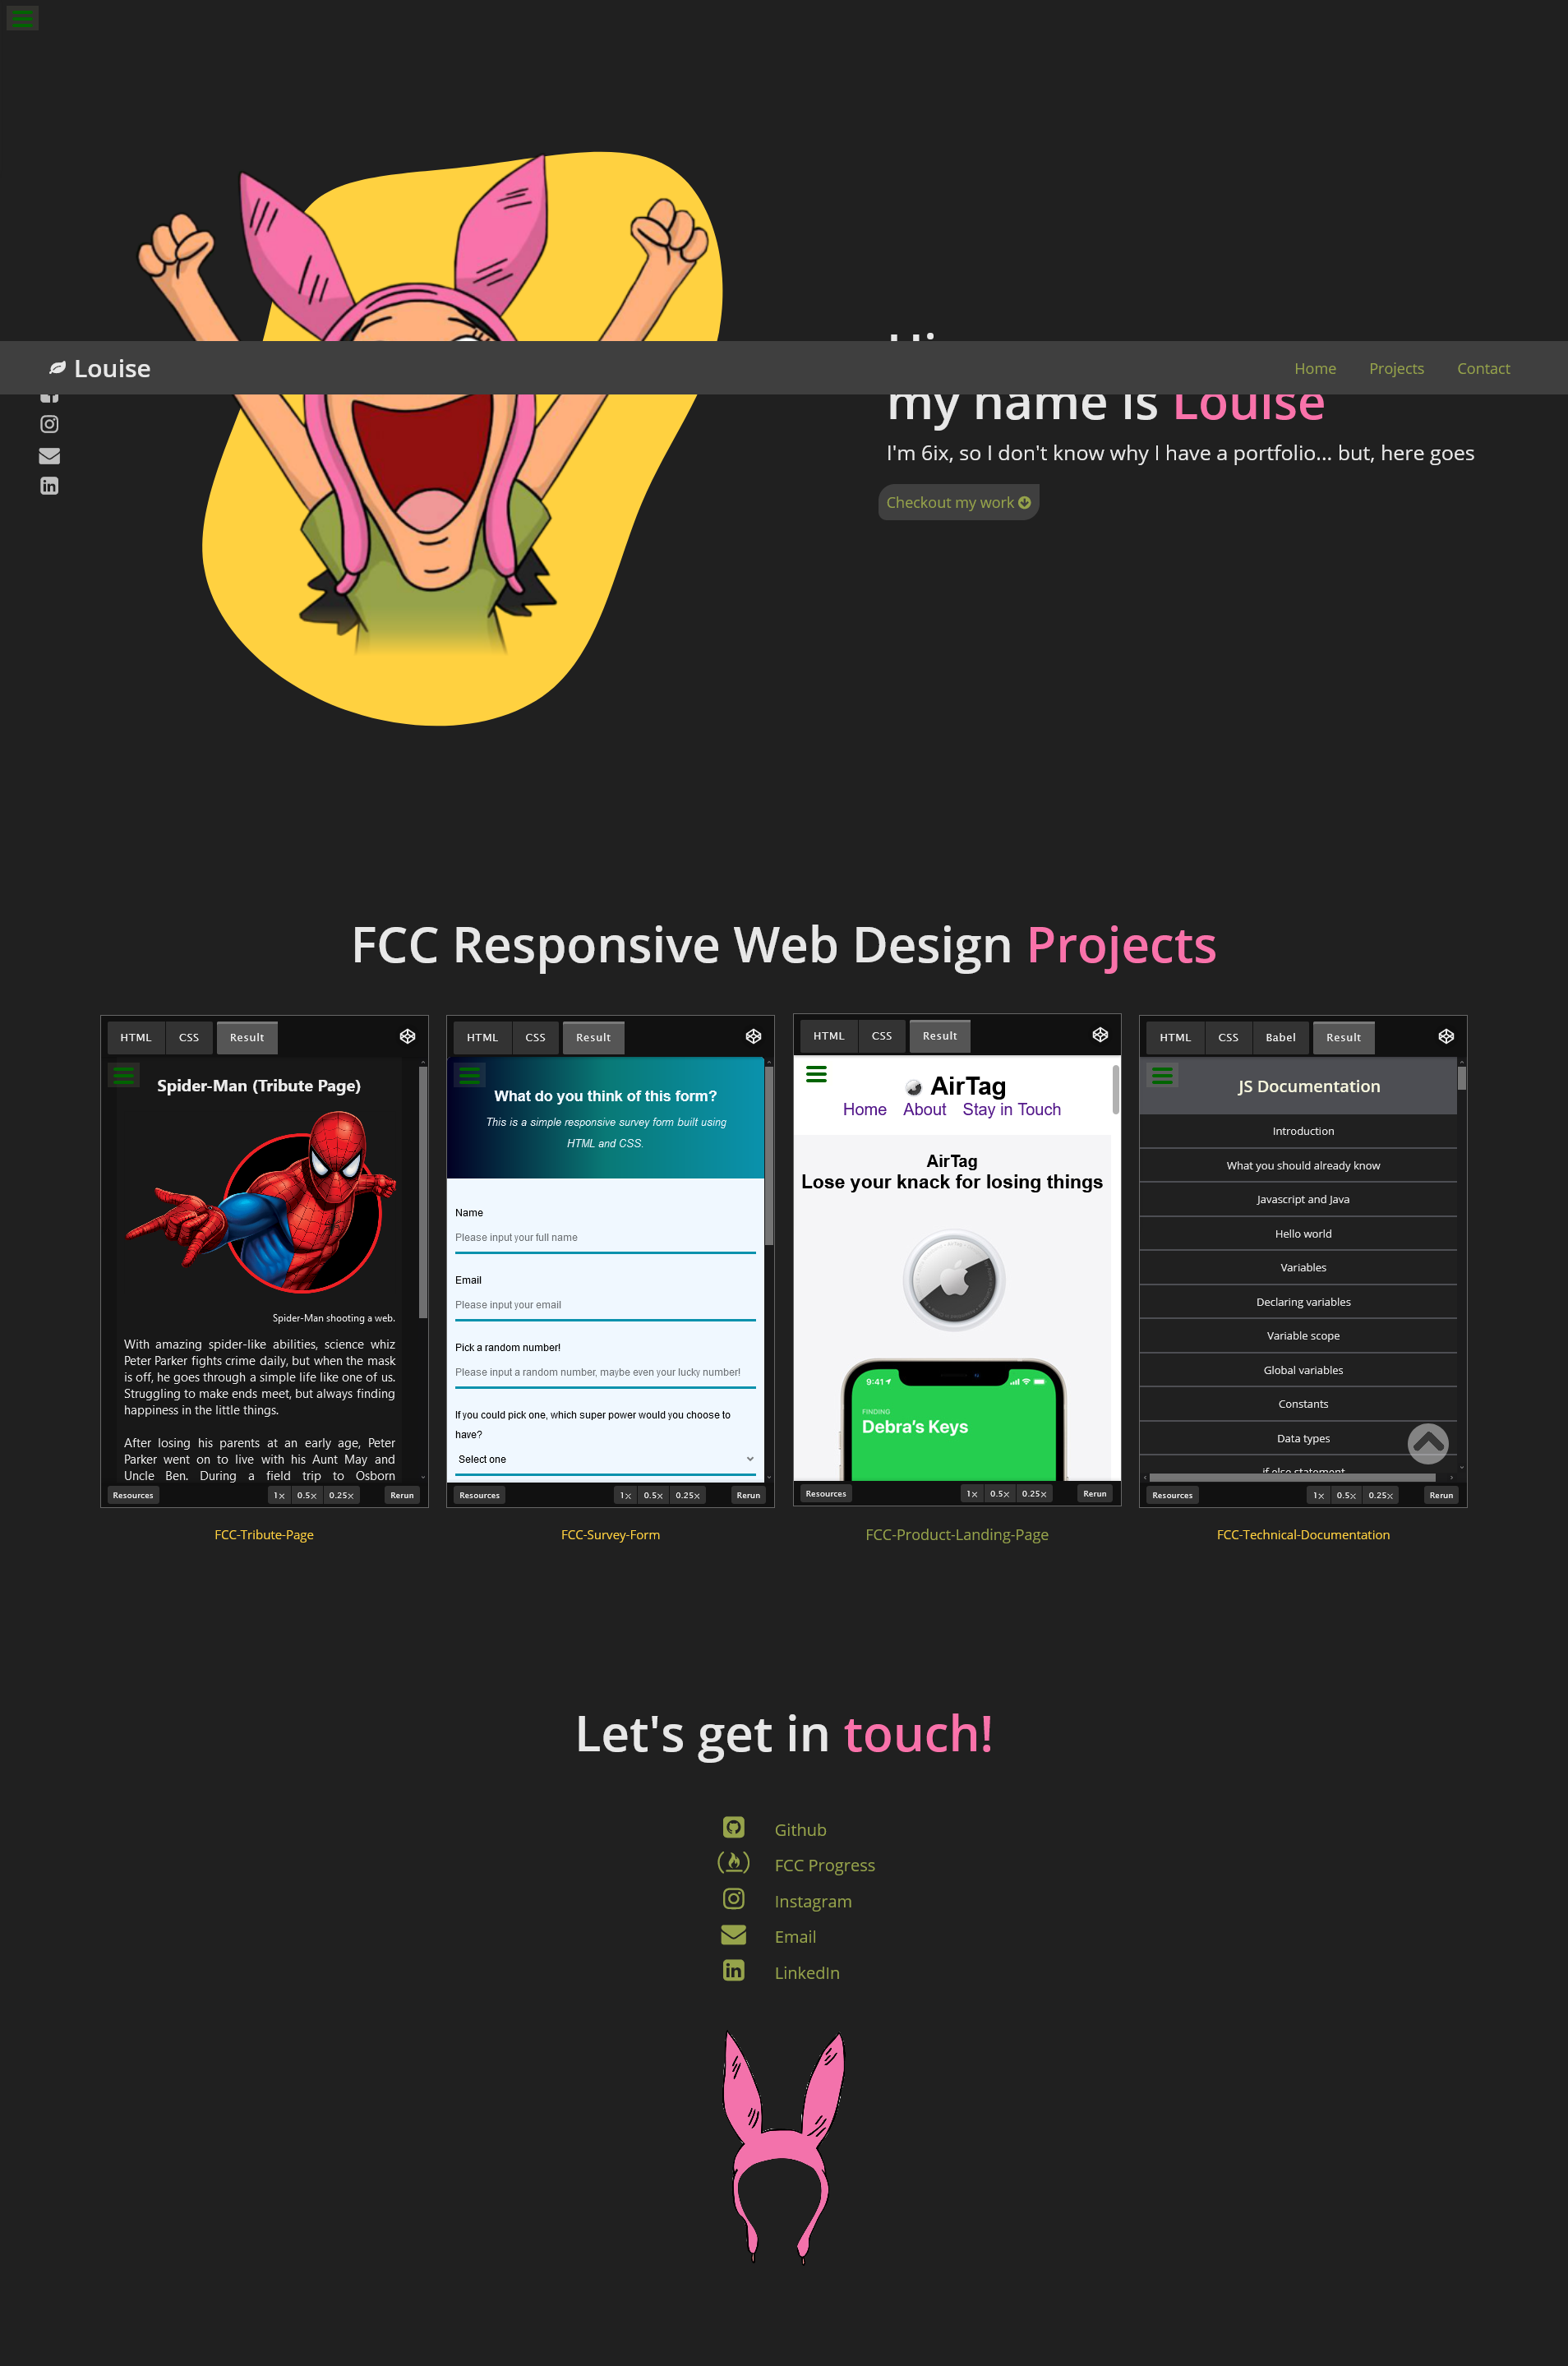 Hi,
Louise
Home Projects Contact
my name is Louise
I'm 6ix, so I don't know why I have a portfolio... but, here goes
Checkout my work
FCC Responsive Web Design Projects
HTML CSS Result
Spider-Man (Tribute Page)
Spider-Man shooting a web.
With amazing spider-like abilities, science whiz
Peter Parker fights crime daily, but when the mask
is off, he goes through a simple life like one of us.
Struggling to make ends meet, but always finding
happiness in the little things.
After losing his parents at an early age, Peter
Parker went on to live with his Aunt May and
Uncle Ben. During a field trip to Osborn
Resources 1× 0.5× 0.25× Rerun
FCC-Tribute-Page
HTML CSS Result
What do you think of this form?
This is a simple responsive survey form built using
HTML and CSS.
Name
Please input your full name
Email
Please input your email
Pick a random number!
Please input a random number, maybe even your lucky number!
If you could pick one, which super power would you choose to
have?
Select one
Resources 1× 0.5× 0.25× Rerun
FCC-Survey-Form
HTML CSS Result
AirTag
Home About Stay in Touch
AirTag
Lose your knack for losing things
9:41
FINDING
Debra's Keys
Resources 1× 0.5× 0.25× Rerun
FCC-Product-Landing-Page
HTML CSS Babel Result
JS Documentation
Introduction
What you should already know
Javascript and Java
Hello world
Variables
Declaring variables
Variable scope
Global variables
Constants
Data types
if else statement
Resources 1× 0.5× 0.25× Rerun
FCC-Technical-Documentation
Let's get in touch!
Github
FCC Progress
Instagram
Email
LinkedIn